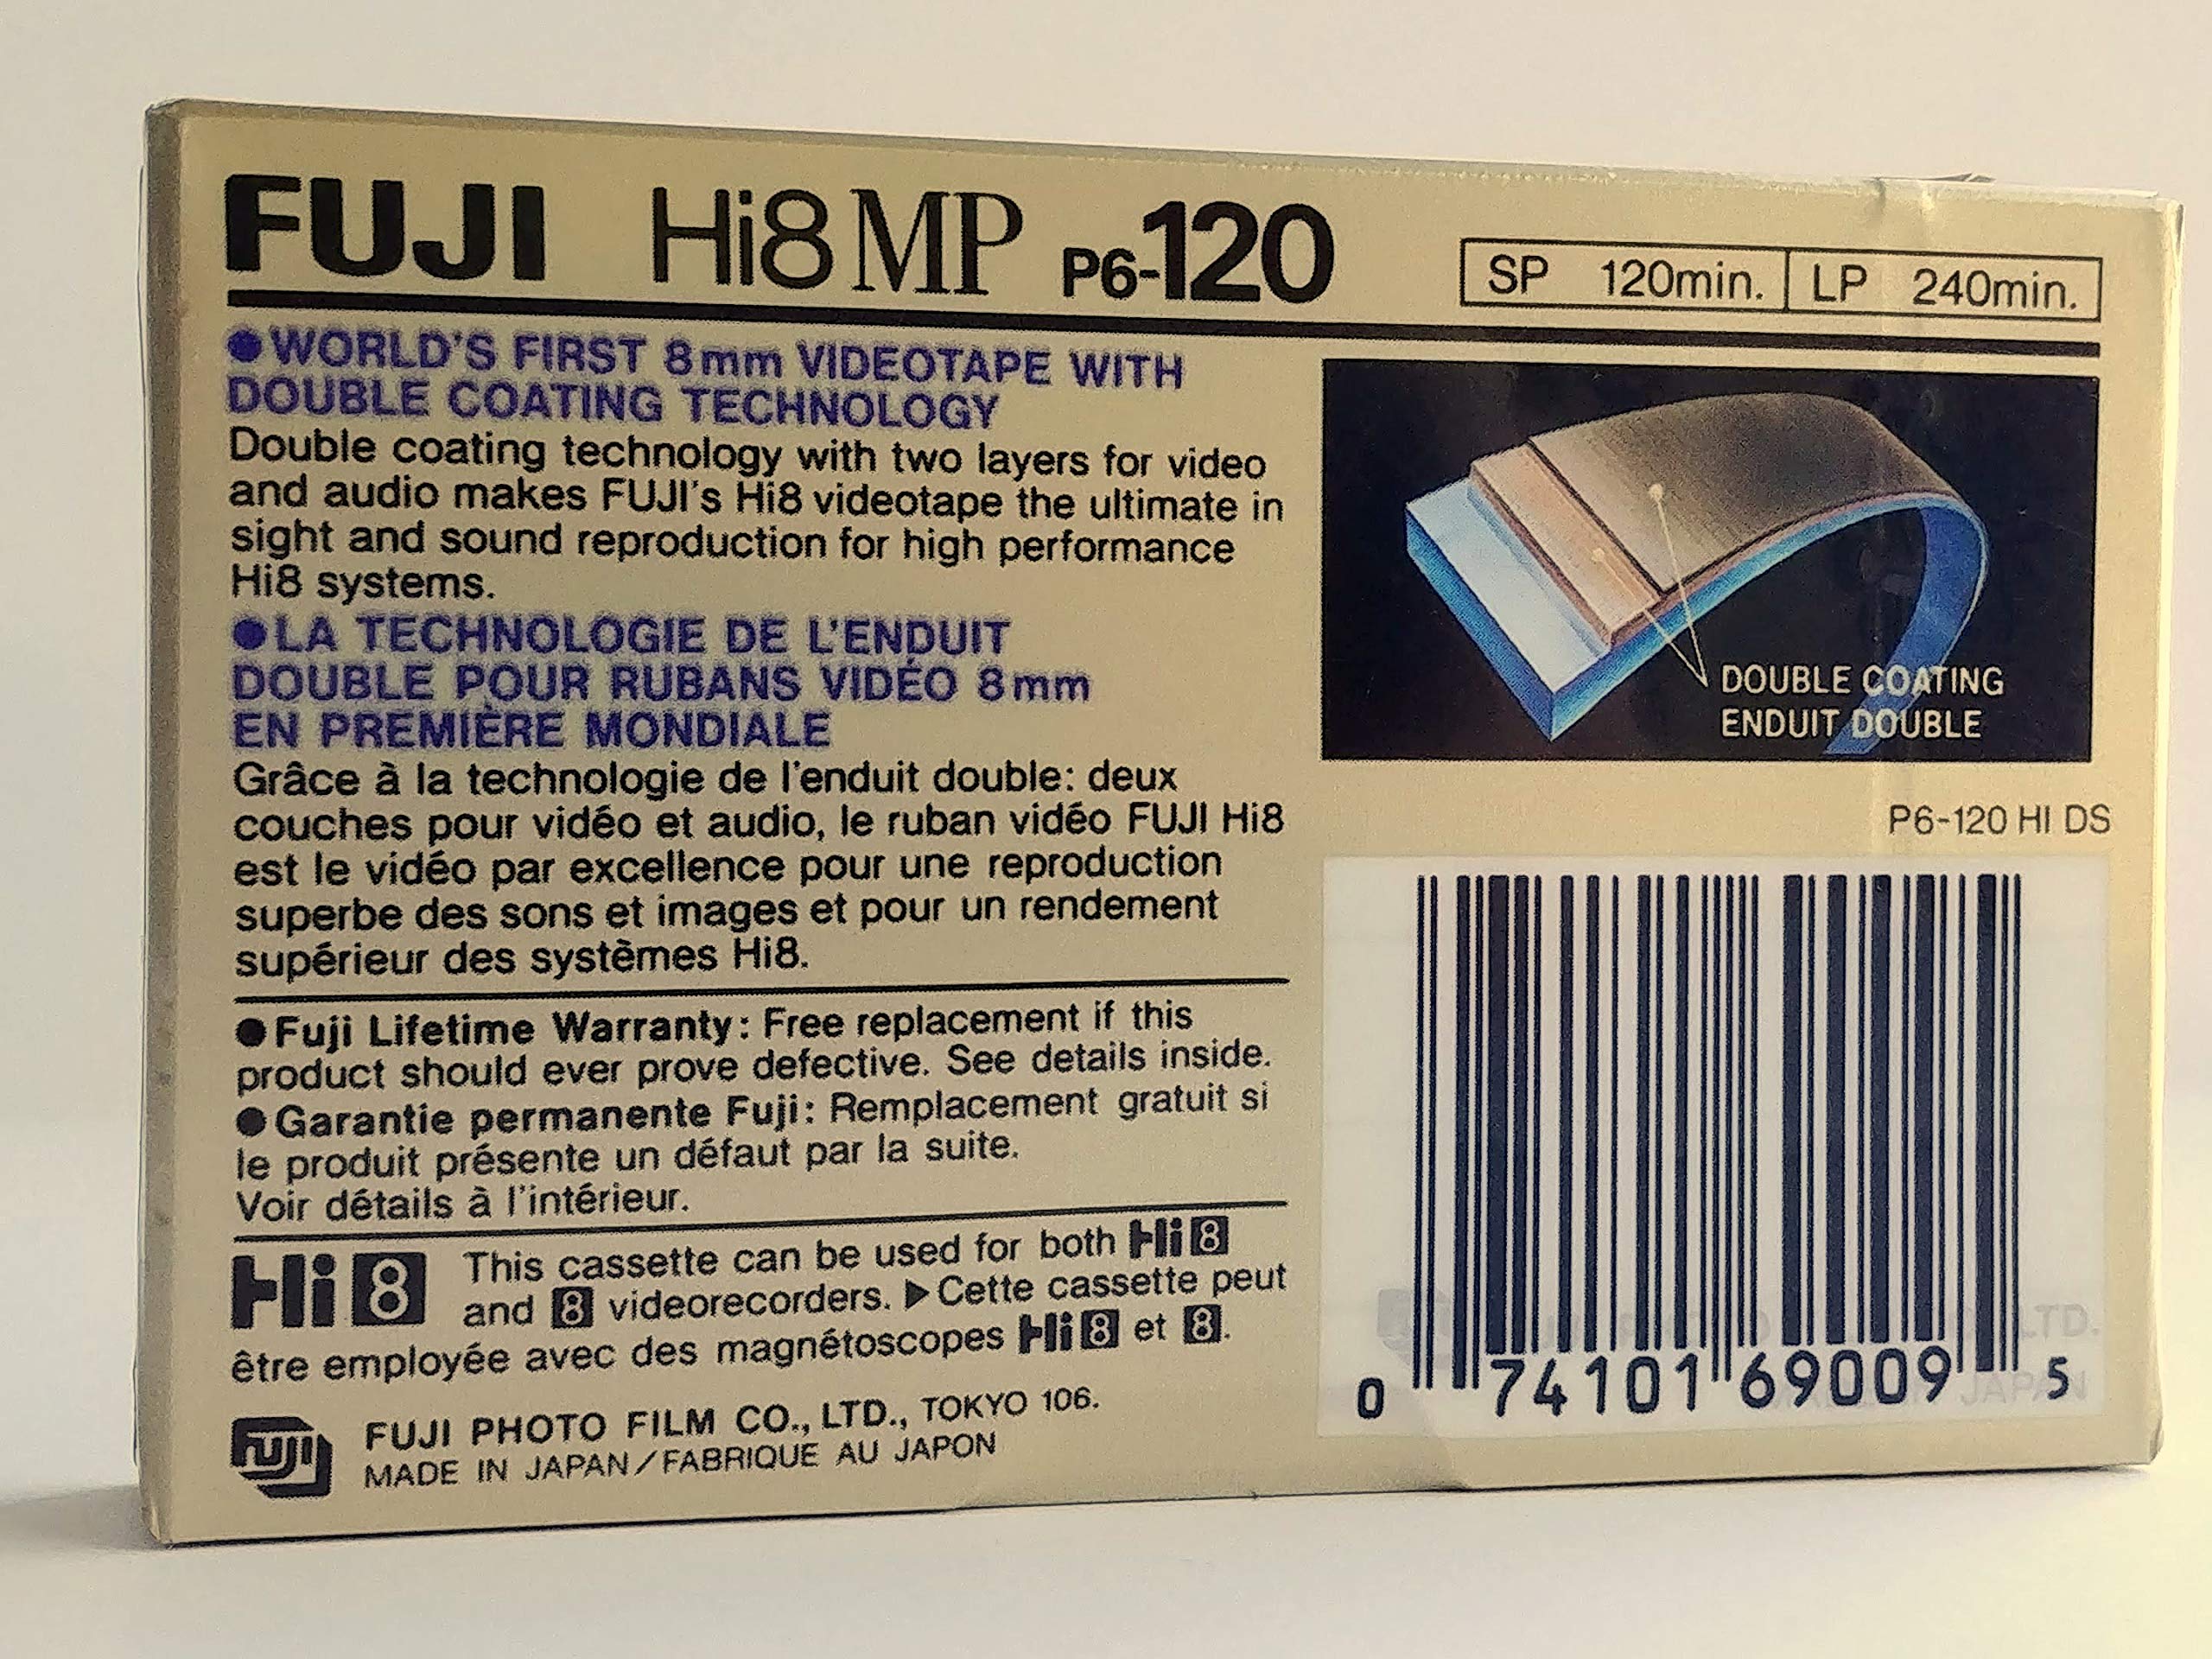 FUJI Hi8 MP P6-120
SP 120min. LP 240min.
●WORLD'S FIRST 8mm VIDEOTAPE WITH
DOUBLE COATING TECHNOLOGY
Double coating technology with two layers for video
and audio makes FUJI's Hi8 videotape the ultimate in
sight and sound reproduction for high performance
Hi8 systems.
●LA TECHNOLOGIE DE L'ENDUIT
DOUBLE POUR RUBANS VIDÉO 8mm
EN PREMIÈRE MONDIALE
Grâce à la technologie de l'enduit double: deux
couches pour vidéo et audio, le ruban vidéo FUJI Hi8
est le vidéo par excellence pour une reproduction
superbe des sons et images et pour un rendement
supérieur des systèmes Hi8.
●Fuji Lifetime Warranty: Free replacement if this
product should ever prove defective. See details inside.
●Garantie permanente Fuji: Remplacement gratuit si
le produit présente un défaut par la suite.
Voir détails à l'intérieur.
Hi8 This cassette can be used for both Hi8
and 8 videorecorders. ▶Cette cassette peut
être employée avec des magnétoscopes Hi8 et 8.
FUJI
FUJI PHOTO FILM CO., LTD., TOKYO 106.
MADE IN JAPAN/FABRIQUE AU JAPON
DOUBLE COATING
ENDUIT DOUBLE
P6-120 HI DS
LTD.
JAPAN
0 74101 69009 5